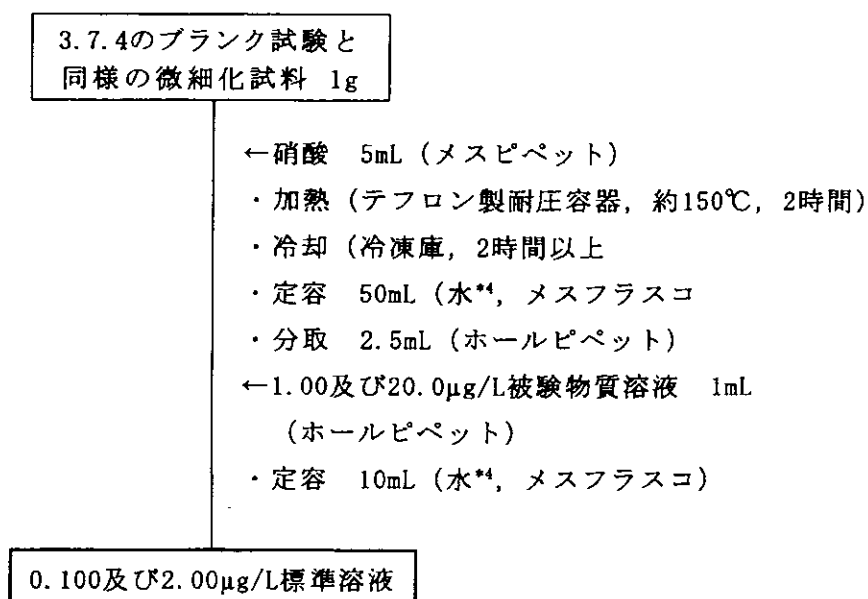 3.7.4のブランク試験と
同様の微細化試料 1g
←硝酸 5mL (メスピペット)
・加熱 (テフロン製耐圧容器, 約150℃, 2時間)
・冷却 (冷凍庫, 2時間以上
・定容 50mL (水*4, メスフラスコ
・分取 2.5mL (ホールピペット)
←1.00及び20.0μg/L被験物質溶液 1mL
(ホールピペット)
・定容 10mL (水*4, メスフラスコ)
0.100及び2.00μg/L標準溶液